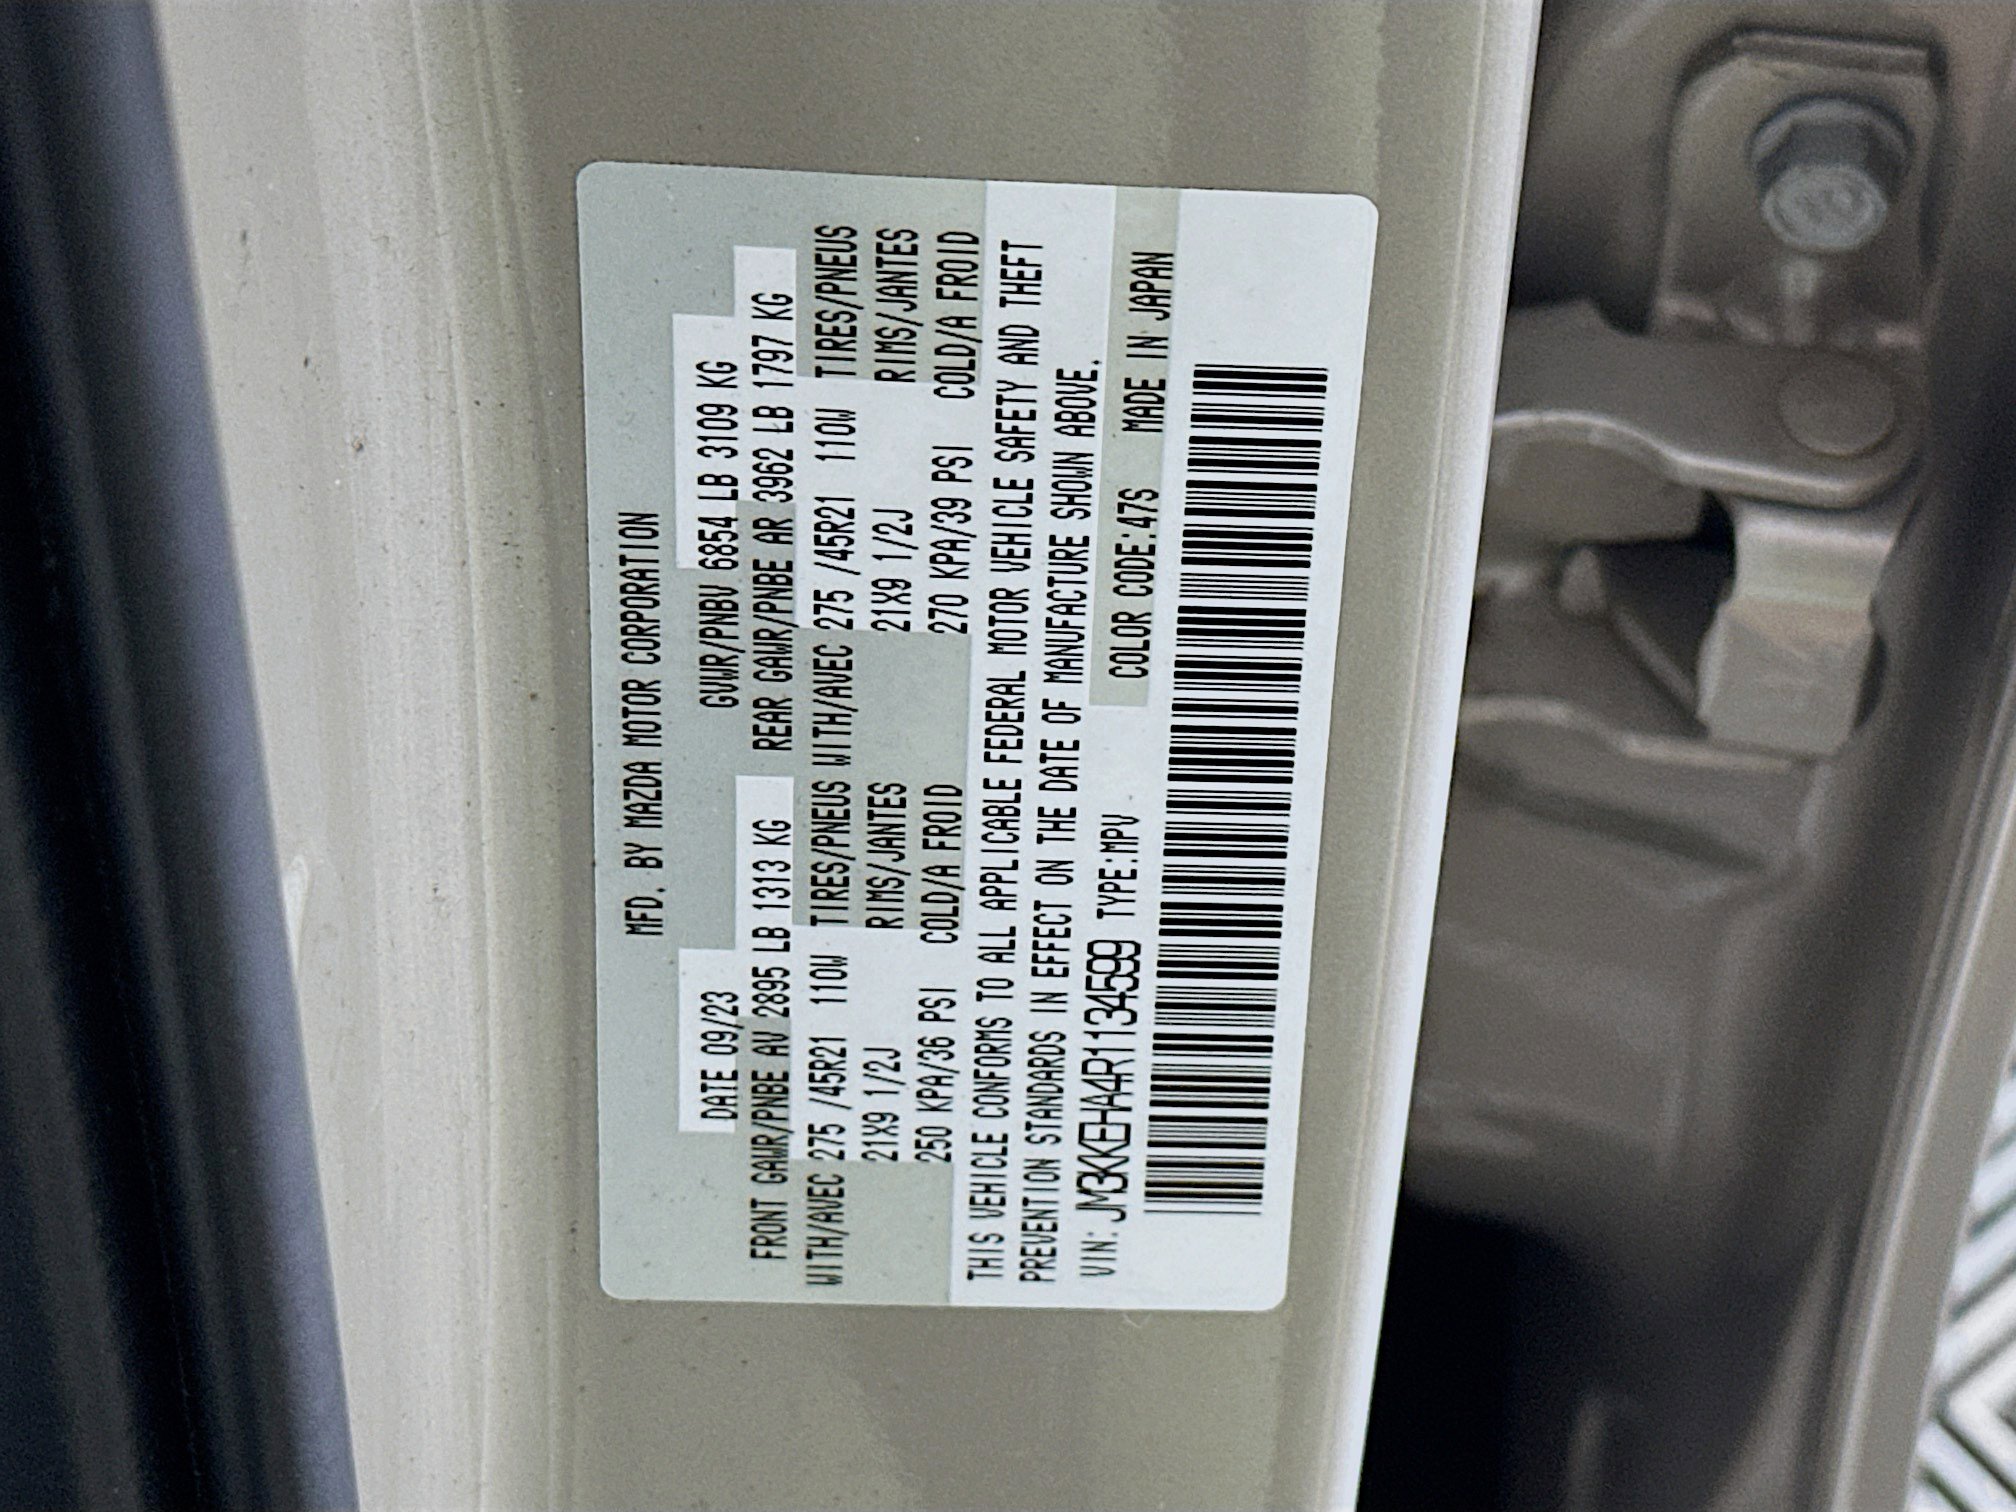 MFD. BY MAZDA MOTOR CORPORATION
DATE 09/23 GVWR/PNBV 6854 LB 3109 KG
FRONT GAWR/PNBE AV 2895 LB 1313 KG REAR GAWR/PNBE AR 3962 LB 1797 KG
WITH/AVEC 275 /45R21 110W TIRES/PNEUS WITH/AVEC 275 /45R21 110W TIRES/PNEUS
21X9 1/2J RIMS/JANTES 21X9 1/2J RIMS/JANTES
250 KPA/36 PSI COLD/A FROID 270 KPA/39 PSI COLD/A FROID
THIS VEHICLE CONFORMS TO ALL APPLICABLE FEDERAL MOTOR VEHICLE SAFETY AND THEFT
PREVENTION STANDARDS IN EFFECT ON THE DATE OF MANUFACTURE SHOWN ABOVE.
VIN: JM3KKEHA4R1134599 TYPE:MPV COLOR CODE:47S MADE IN JAPAN